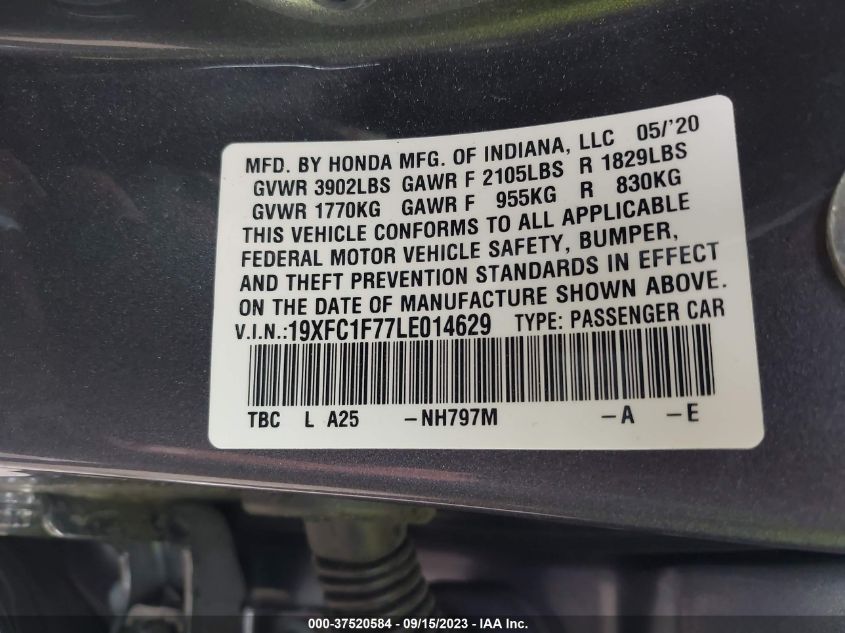 MFD. BY HONDA MFG. OF INDIANA, LLC 05/'20
GVWR 3902LBS GAWR F 2105LBS R 1829LBS
GVWR 1770KG GAWR F 955KG R 830KG
THIS VEHICLE CONFORMS TO ALL APPLICABLE
FEDERAL MOTOR VEHICLE SAFETY, BUMPER,
AND THEFT PREVENTION STANDARDS IN EFFECT
ON THE DATE OF MANUFACTURE SHOWN ABOVE.
V.I.N.:19XFC1F77LE014629 TYPE: PASSENGER CAR
TBC L A25 -NH797M -A -E
000-37520584 - 09/15/2023 - IAA Inc.